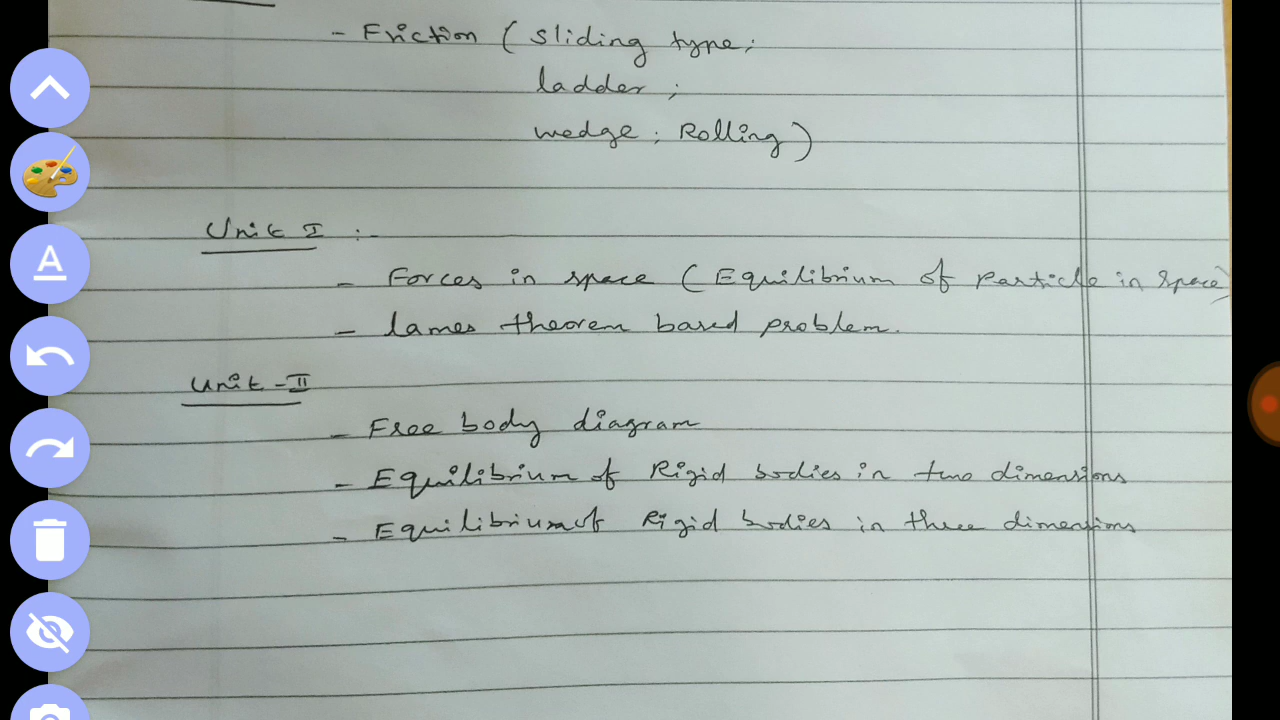 - Friction ( Sliding type;
ladder ;
wedge ; Rolling )
Unit I :-
- Forces in space ( Equilibrium of Particle in Space)
- lames theorem based problem.
Unit - II
- Free body diagram
- Equilibrium of Rigid bodies in two dimensions
- Equilibrium of Rigid bodies in three dimensions
A